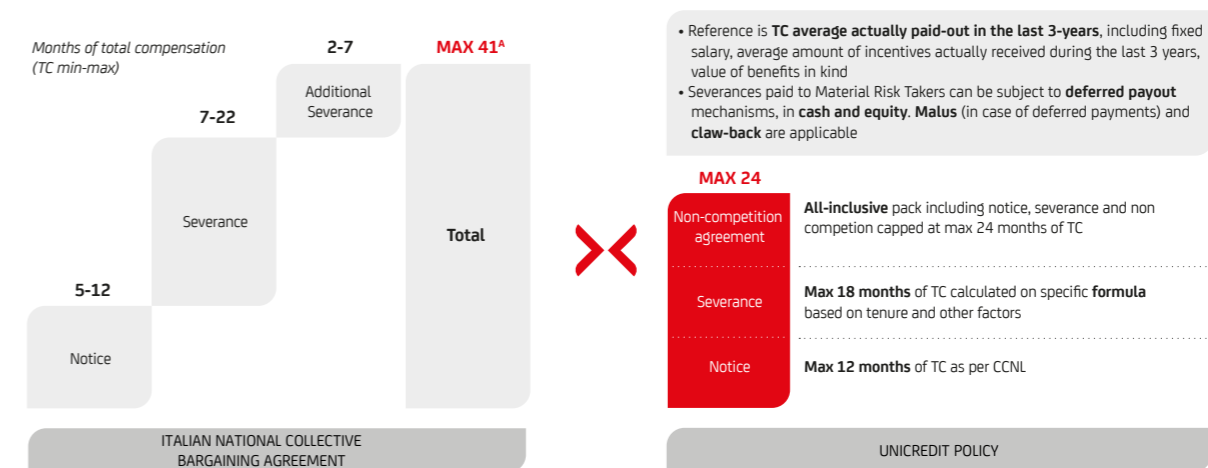 Months of total compensation
(TC min-max)
2-7
MAX 41ᴬ
Additional
Severance
7-22
Severance
Total
5-12
Notice
ITALIAN NATIONAL COLLECTIVE
BARGAINING AGREEMENT
• Reference is TC average actually paid-out in the last 3-years, including fixed
salary, average amount of incentives actually received during the last 3 years,
value of benefits in kind
• Severances paid to Material Risk Takers can be subject to deferred payout
mechanisms, in cash and equity. Malus (in case of deferred payments) and
claw-back are applicable
MAX 24
Non-competition
agreement
All-inclusive pack including notice, severance and non
competion capped at max 24 months of TC
Severance
Max 18 months of TC calculated on specific formula
based on tenure and other factors
Notice
Max 12 months of TC as per CCNL
UNICREDIT POLICY